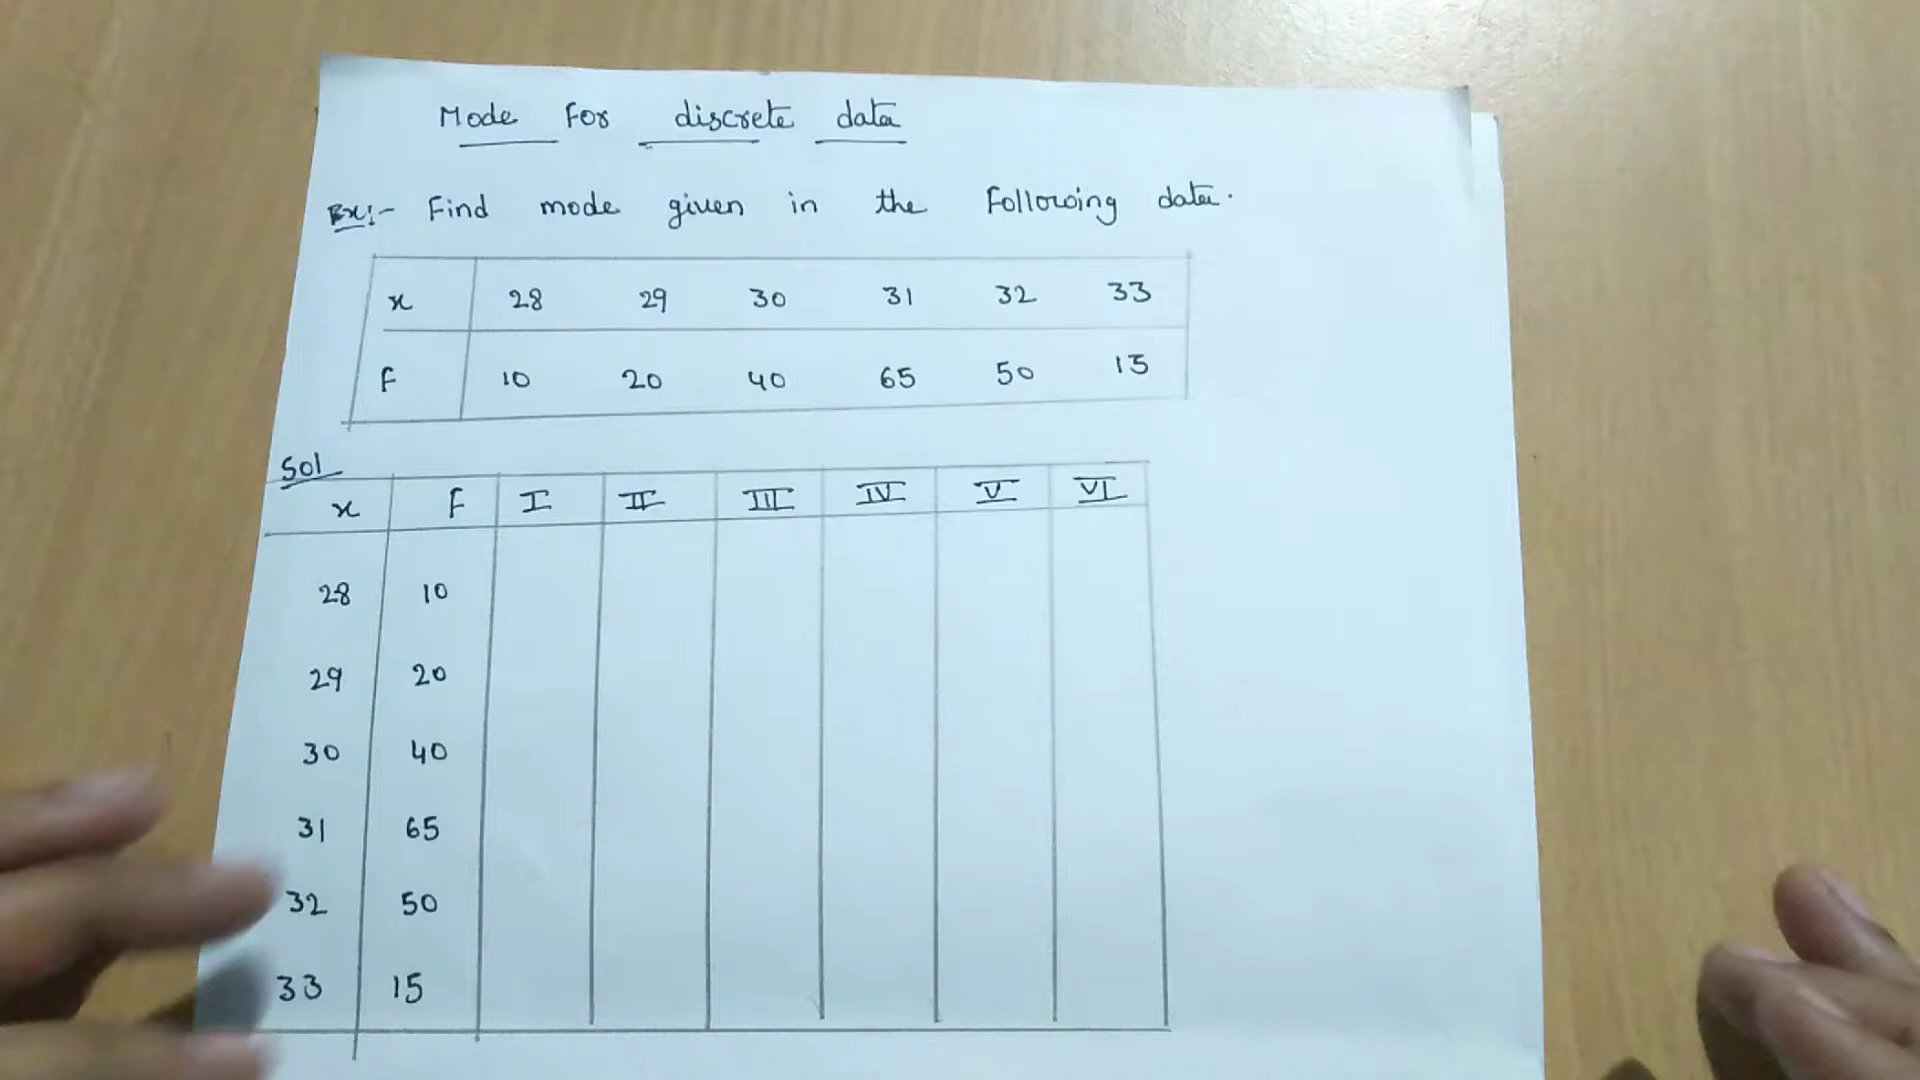 Mode For discrete data
Ex:- Find mode given in the Following data.
x 28 29 30 31 32 33
F 10 20 40 65 50 15
Sol
x F I II III IV V VI
28 10
29 20
30 40
31 65
32 50
33 15